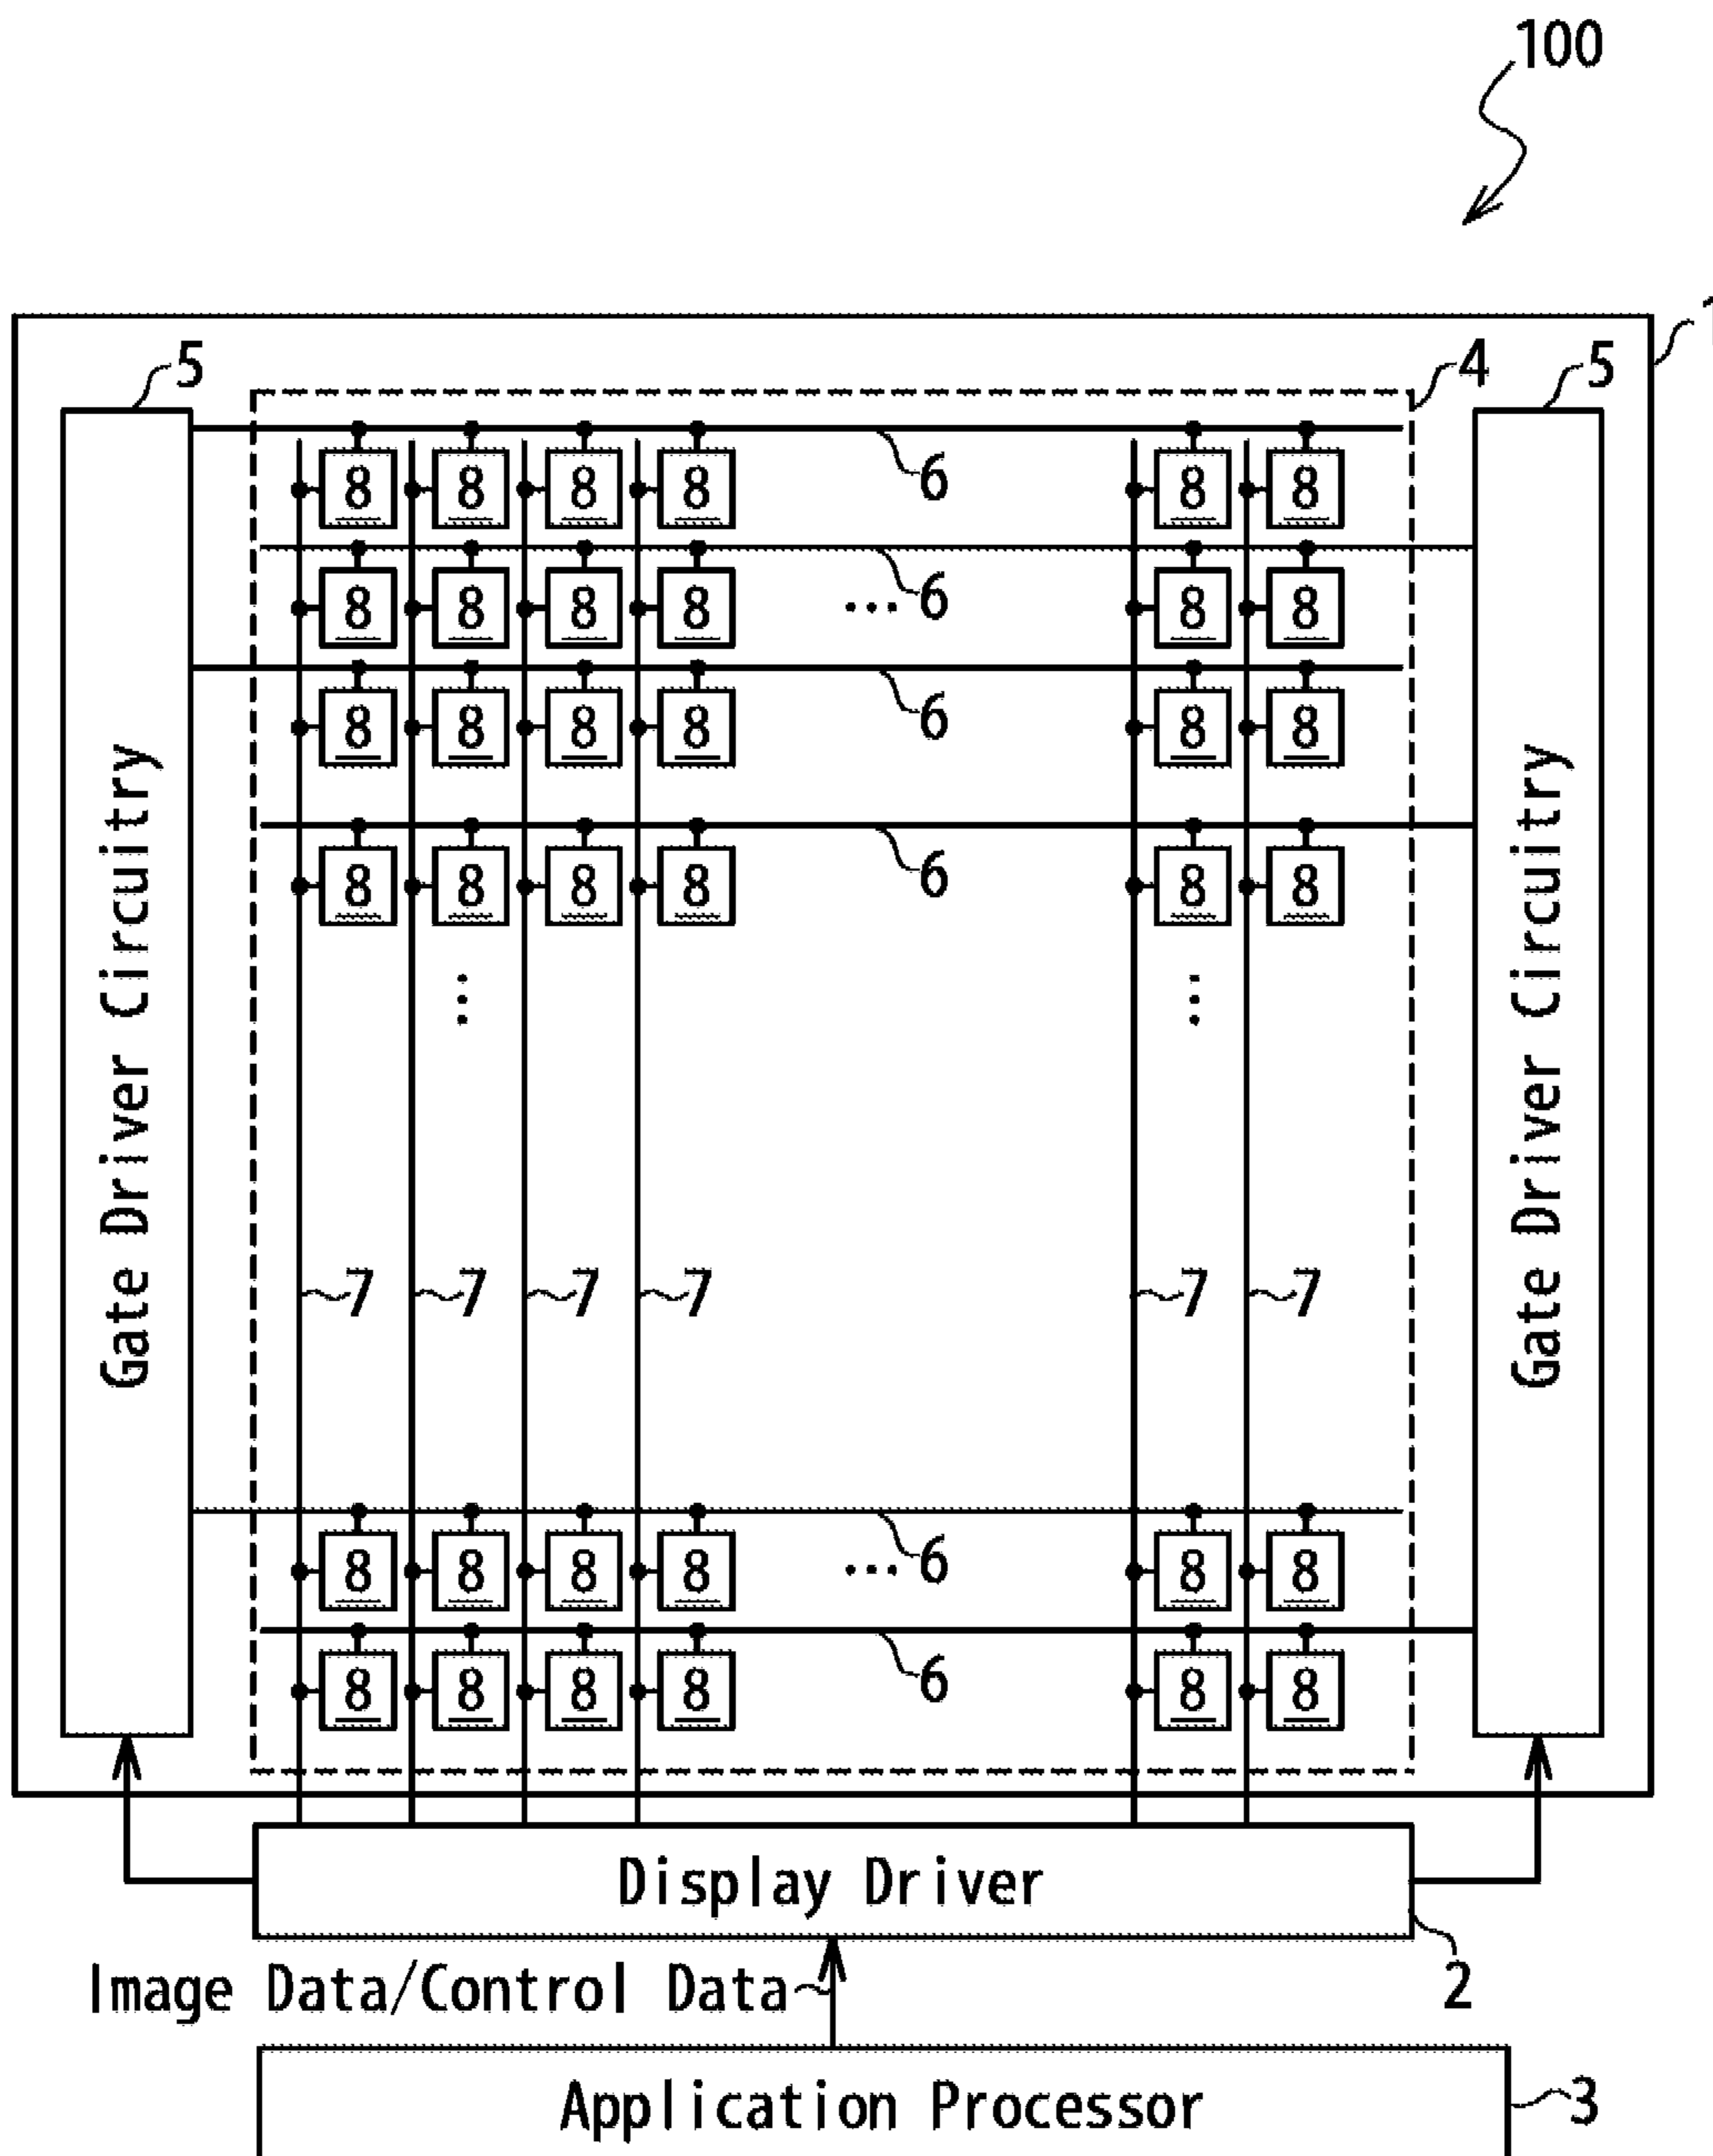 100
1
5 4 5
8 8 8 8 6 8 8
8 8 8 8 ... 6 8 8
8 8 8 8 6 8 8
8 8 8 8 6 8 8
Gate Driver Circuitry
Gate Driver Circuitry
7 7 7 7 7 7
8 8 8 8 ... 6 8 8
8 8 8 8 6 8 8
Display Driver
2
Image Data/Control Data
Application Processor
3